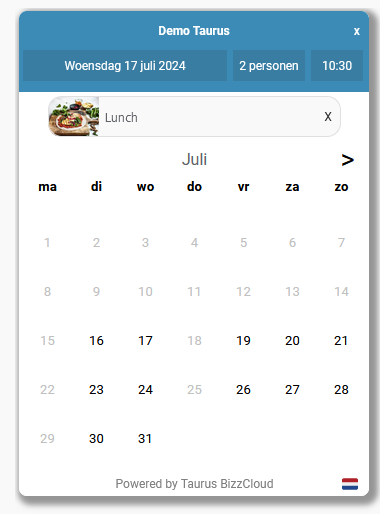 Demo Taurus x
Woensdag 17 juli 2024 2 personen 10:30
Lunch X
Juli >
ma di wo do vr za zo
1 2 3 4 5 6 7
8 9 10 11 12 13 14
15 16 17 18 19 20 21
22 23 24 25 26 27 28
29 30 31
Powered by Taurus BizzCloud